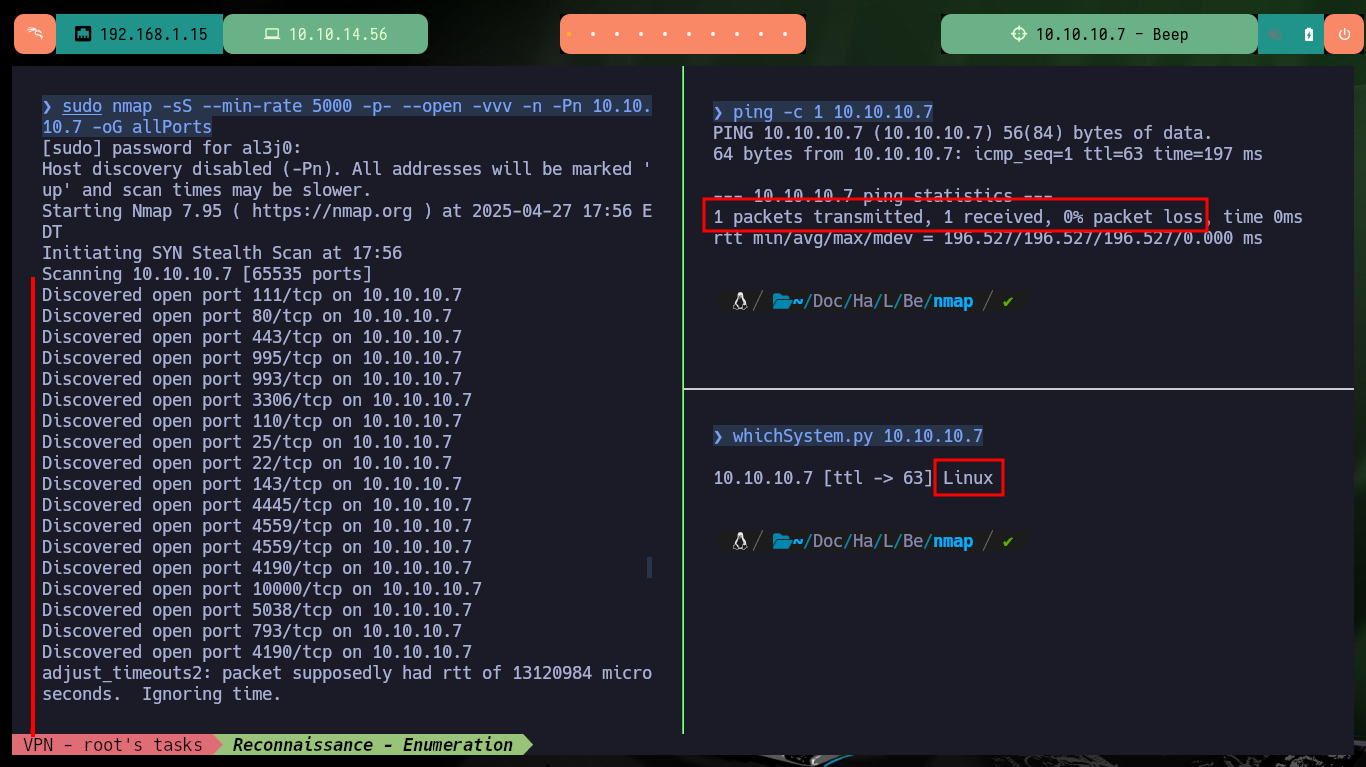 192.168.1.15
10.10.14.56
10.10.10.7 - Beep
❯ sudo nmap -sS --min-rate 5000 -p- --open -vvv -n -Pn 10.10.
10.7 -oG allPorts
[sudo] password for al3j0:
Host discovery disabled (-Pn). All addresses will be marked '
up' and scan times may be slower.
Starting Nmap 7.95 ( https://nmap.org ) at 2025-04-27 17:56 E
DT
Initiating SYN Stealth Scan at 17:56
Scanning 10.10.10.7 [65535 ports]
Discovered open port 111/tcp on 10.10.10.7
Discovered open port 80/tcp on 10.10.10.7
Discovered open port 443/tcp on 10.10.10.7
Discovered open port 995/tcp on 10.10.10.7
Discovered open port 993/tcp on 10.10.10.7
Discovered open port 3306/tcp on 10.10.10.7
Discovered open port 110/tcp on 10.10.10.7
Discovered open port 25/tcp on 10.10.10.7
Discovered open port 22/tcp on 10.10.10.7
Discovered open port 143/tcp on 10.10.10.7
Discovered open port 4445/tcp on 10.10.10.7
Discovered open port 4559/tcp on 10.10.10.7
Discovered open port 4559/tcp on 10.10.10.7
Discovered open port 4190/tcp on 10.10.10.7
Discovered open port 10000/tcp on 10.10.10.7
Discovered open port 5038/tcp on 10.10.10.7
Discovered open port 793/tcp on 10.10.10.7
Discovered open port 4190/tcp on 10.10.10.7
adjust_timeouts2: packet supposedly had rtt of 13120984 micro
seconds.  Ignoring time.
❯ ping -c 1 10.10.10.7
PING 10.10.10.7 (10.10.10.7) 56(84) bytes of data.
64 bytes from 10.10.10.7: icmp_seq=1 ttl=63 time=197 ms
--- 10.10.10.7 ping statistics ---
1 packets transmitted, 1 received, 0% packet loss, time 0ms
rtt min/avg/max/mdev = 196.527/196.527/196.527/0.000 ms
/ ~/Doc/Ha/L/Be/nmap / ✔
❯ whichSystem.py 10.10.10.7
10.10.10.7 [ttl -> 63] Linux
/ ~/Doc/Ha/L/Be/nmap / ✔
VPN - root's tasks
Reconnaissance - Enumeration